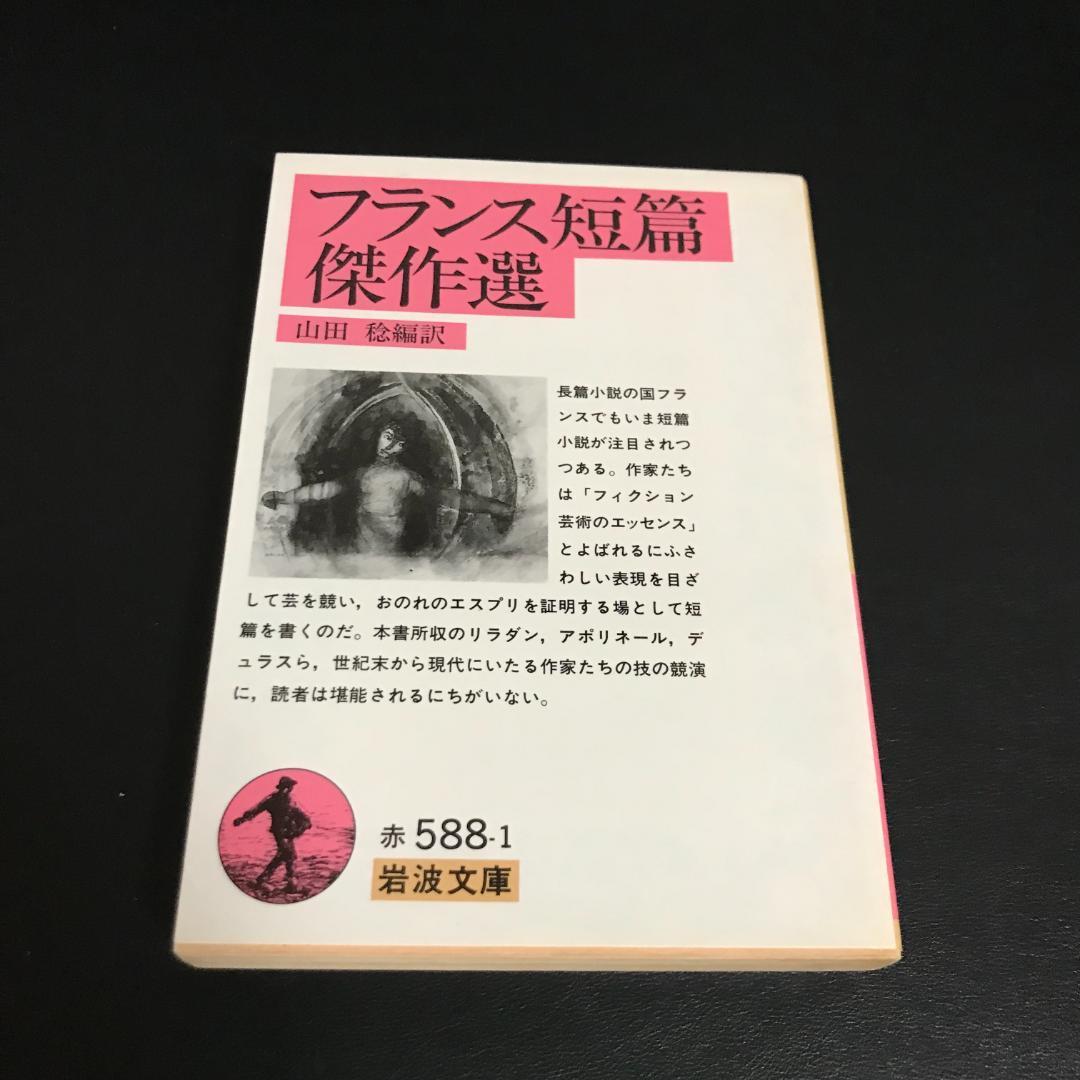 フランス短篇
傑作選
山田 稔編訳
長篇小説の国フラ
ンスでもいま短篇
小説が注目されつ
つある。作家たち
は「フィクション
芸術のエッセンス」
とよばれるにふさ
わしい表現を目ざ
して芸を競い，おのれのエスプリを証明する場として短
篇を書くのだ。本書所収のリラダン，アポリネール，デ
ュラスら，世紀末から現代にいたる作家たちの技の競演
に，読者は堪能されるにちがいない。
赤 588-1
岩波文庫